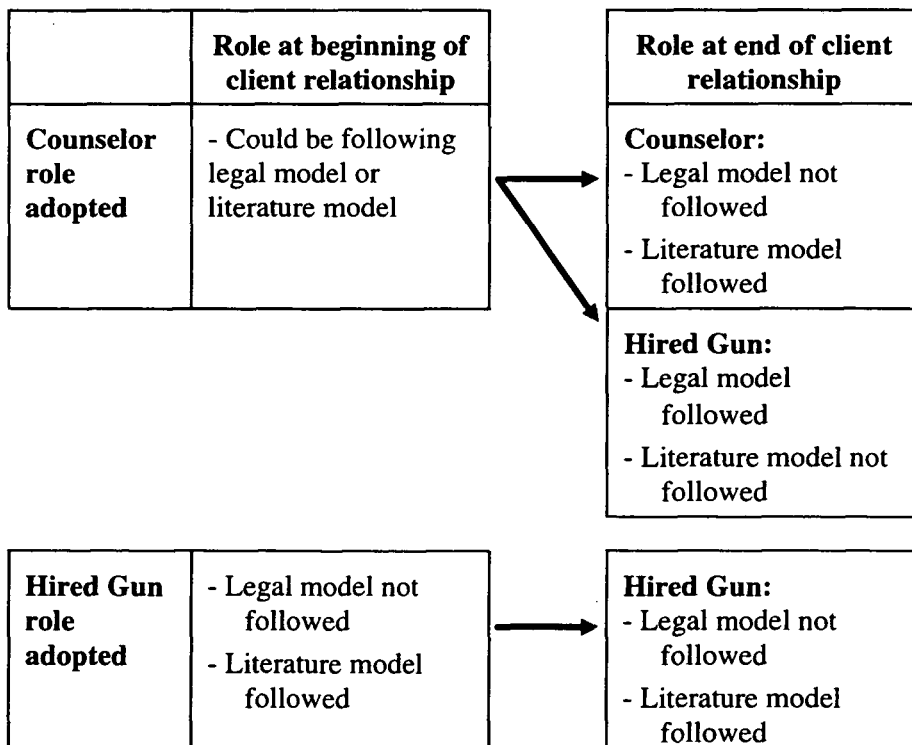 Role at beginning of
client relationship
Role at end of client
relationship
Counselor
role
adopted
- Could be following
legal model or
literature model
Counselor:
- Legal model not
followed
- Literature model
followed
Hired Gun:
- Legal model
followed
- Literature model not
followed
Hired Gun
role
adopted
- Legal model not
followed
- Literature model
followed
Hired Gun:
- Legal model not
followed
- Literature model
followed